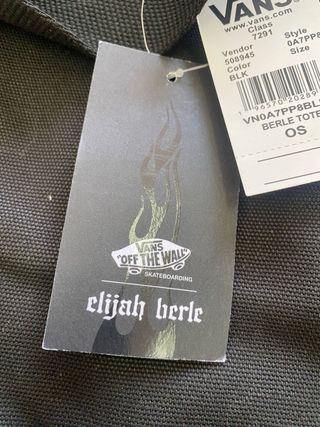 VANS
www.vans.com
Class
7291
Vendor
Style
508945
0A7PP8
Color
Size
BLK
VN0A7PP8BL
BERLE TOTE
OS
VANS
"OFF THE WALL"
SKATEBOARDING
elijah berle